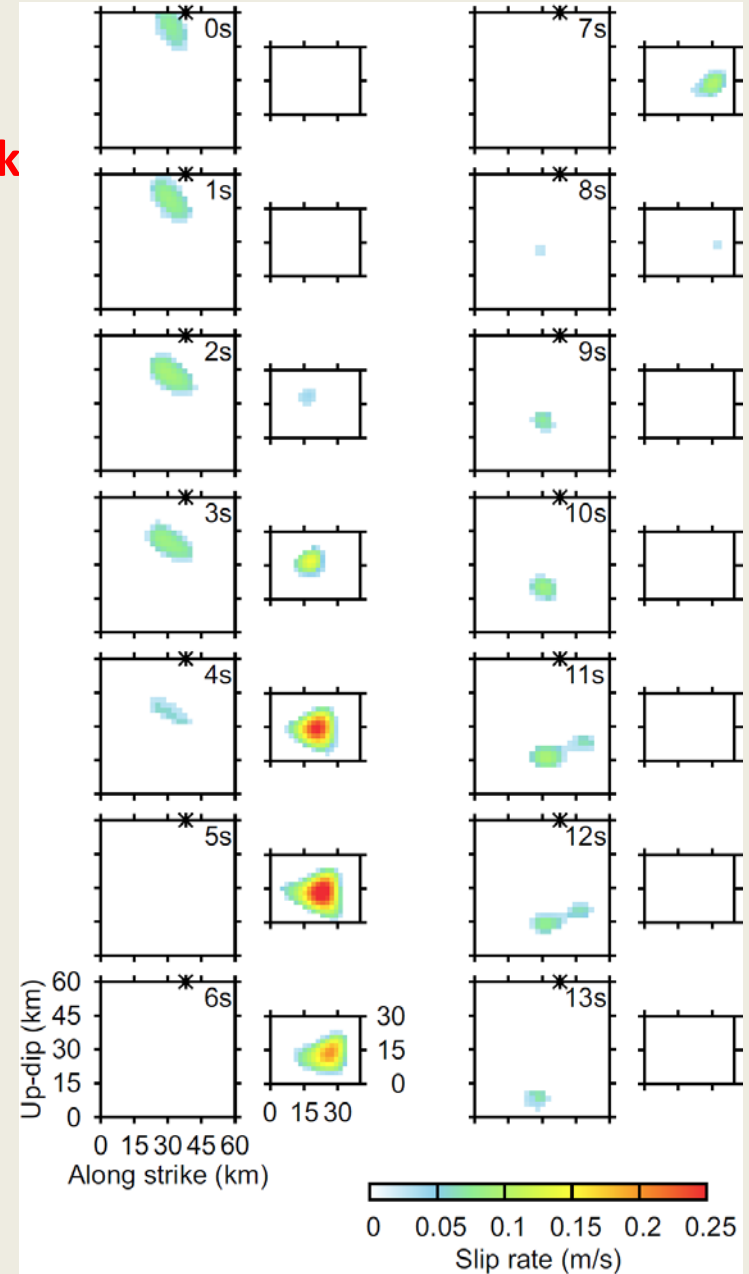 k
0s
7s
1s
8s
2s
9s
3s
10s
4s
11s
5s
12s
6s
13s
Up-dip (km)
60
45
30
15
0
30
15
0
0 15 30
0 15 30 45 60
Along strike (km)
0 0.05 0.1 0.15 0.2 0.25
Slip rate (m/s)